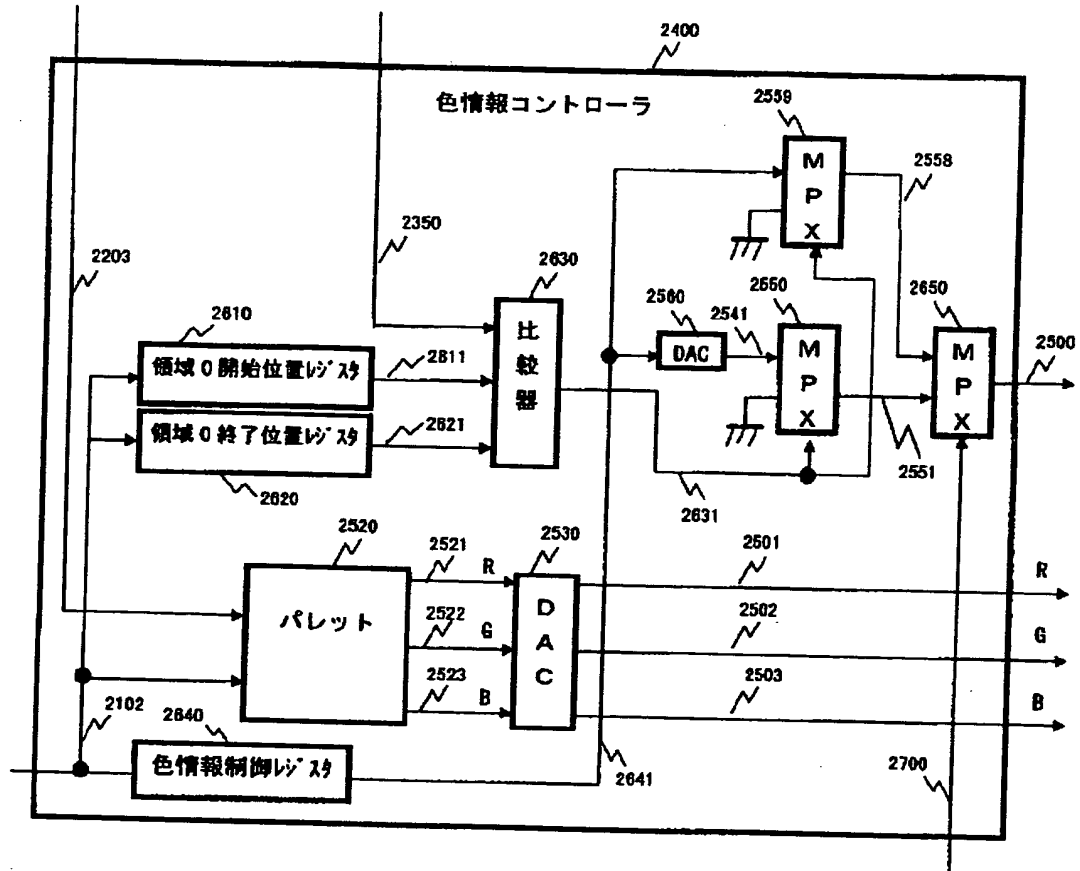 2400
色情報コントローラ
2559
M
P
X
2558
2203
2350
2630
比
較
器
2560
DAC
2541
2550
M
P
X
2650
M
P
X
2500
2610
領域0開始位置レジスタ
2611
領域0終了位置レジスタ
2621
2620
2551
2631
2520
パレット
2521
R
2522
G
2523
B
2530
D
A
C
2501
R
2502
G
2503
B
2102
2640
色情報制御レジスタ
2641
2700